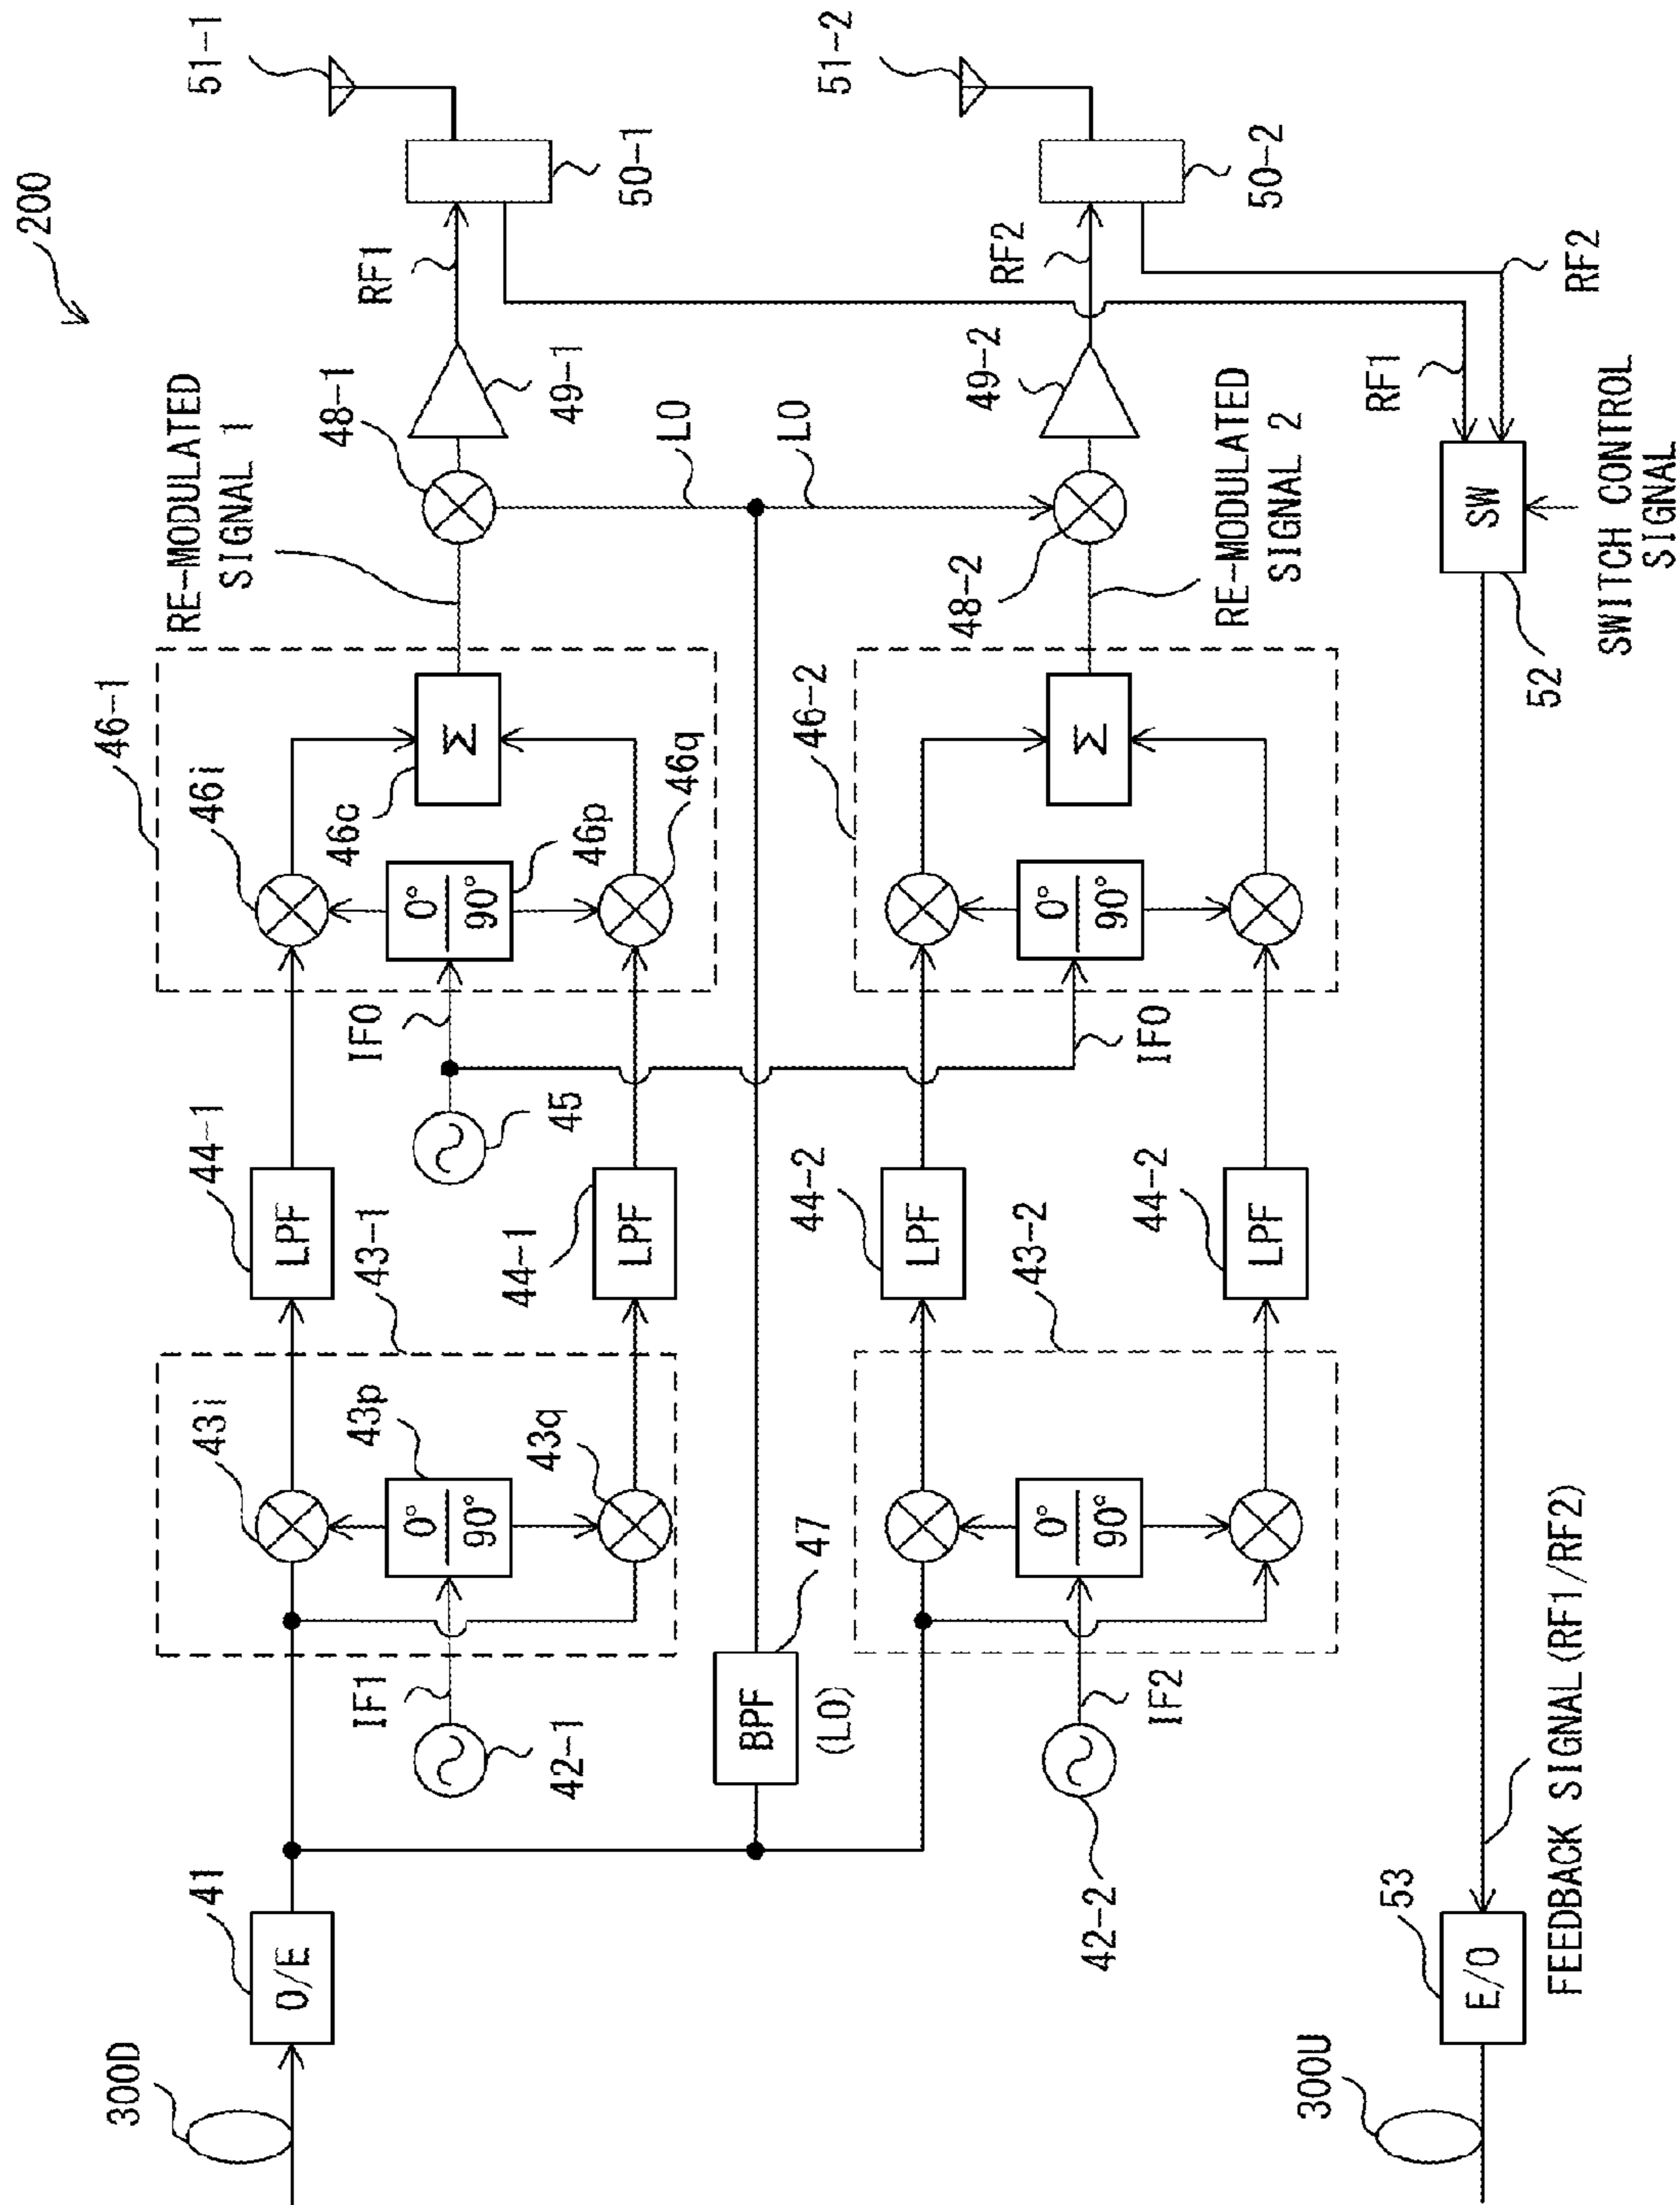 200
300D
41
O/E
42-1
IF1
43i
43p
0°
90°
43q
43-1
44-1
LPF
44-1
LPF
45
IF0
46-1
46i
46c
Σ
0°
90°
46p
46q
RE-MODULATED
SIGNAL 1
48-1
49-1
RF1
50-1
51-1
47
BPF
(LO)
LO
LO
42-2
IF2
0°
90°
43-2
44-2
LPF
44-2
LPF
IF0
46-2
0°
90°
Σ
RE-MODULATED
SIGNAL 2
48-2
49-2
RF2
50-2
51-2
RF1
RF2
SW
52
SWITCH CONTROL
SIGNAL
FEEDBACK SIGNAL(RF1/RF2)
53
E/O
300U